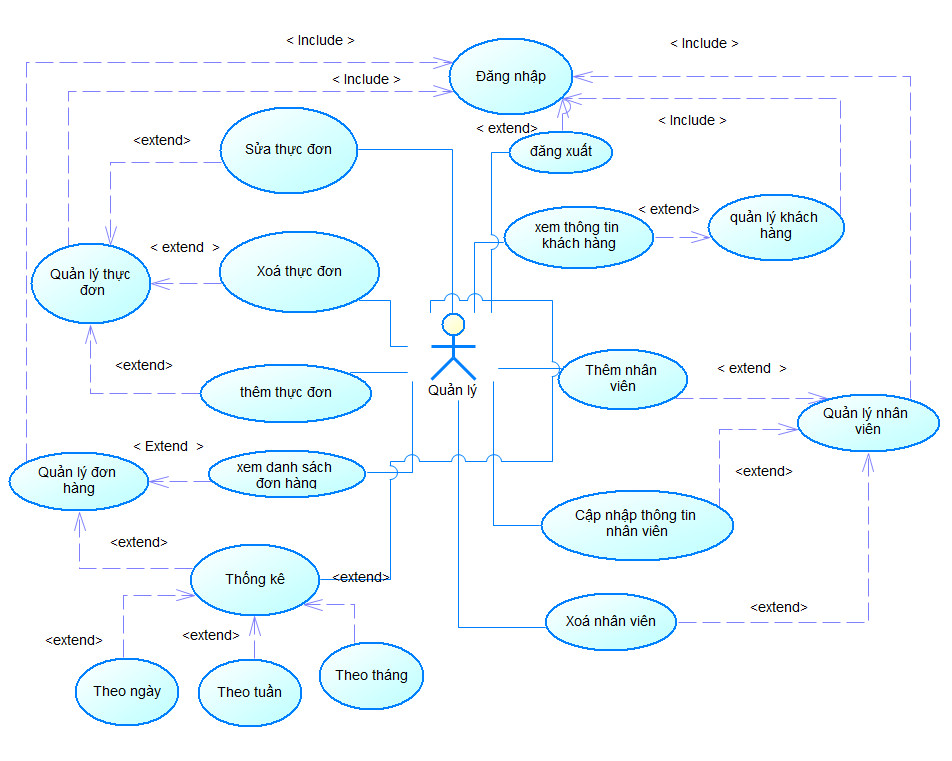 < Include >
< Include >
Đăng nhập
< Include >
<extend>
Sửa thực đơn
< extend>
đăng xuất
< Include >
< extend>
xem thông tin
khách hàng
quản lý khách
hàng
< extend >
Quản lý thực
đơn
Xoá thực đơn
Quản lý
<extend>
thêm thực đơn
Thêm nhân
viên
< extend >
Quản lý nhân
viên
< Extend >
Quản lý đơn
hàng
xem danh sách
đơn hàng
<extend>
Cập nhập thông tin
nhân viên
<extend>
Thống kê
<extend>
Xoá nhân viên
<extend>
<extend>
<extend>
Theo ngày
Theo tuần
Theo tháng